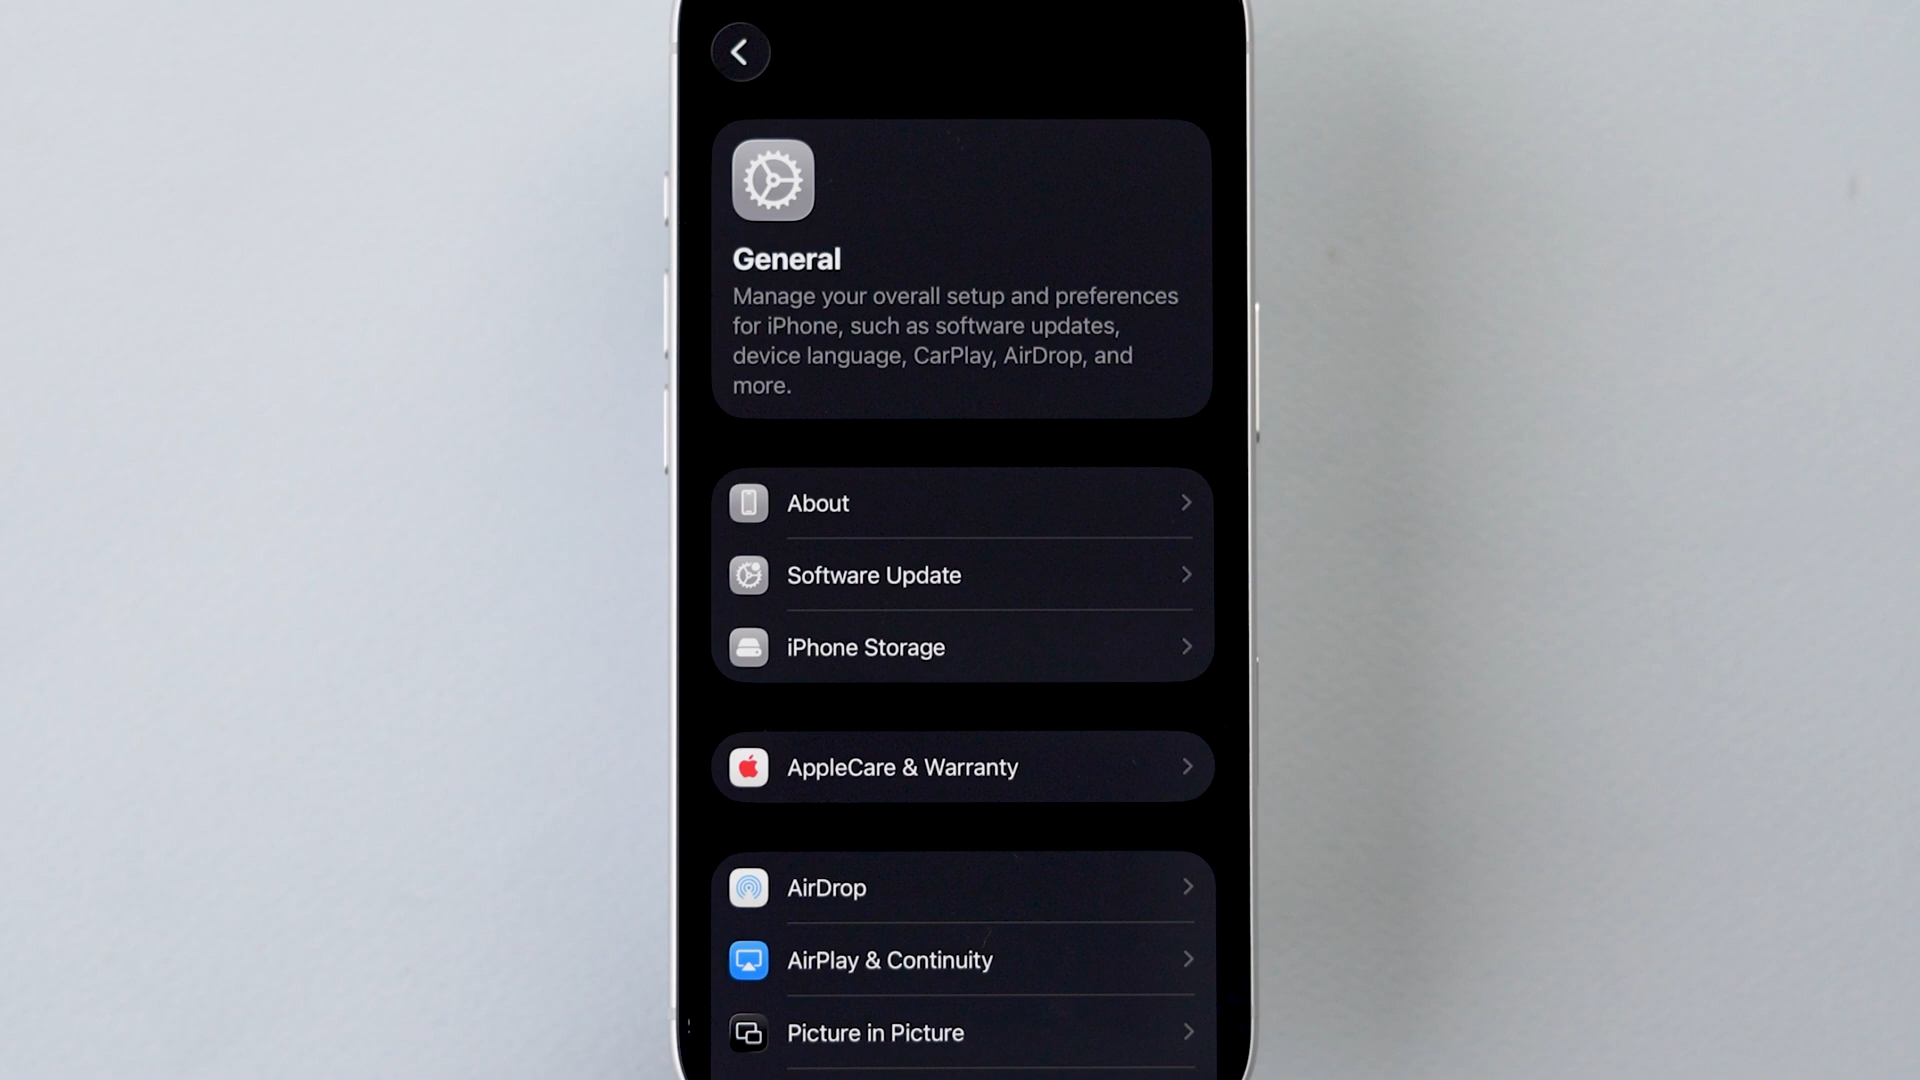 General
Manage your overall setup and preferences
for iPhone, such as software updates,
device language, CarPlay, AirDrop, and
more.
About
Software Update
iPhone Storage
AppleCare & Warranty
AirDrop
AirPlay & Continuity
Picture in Picture